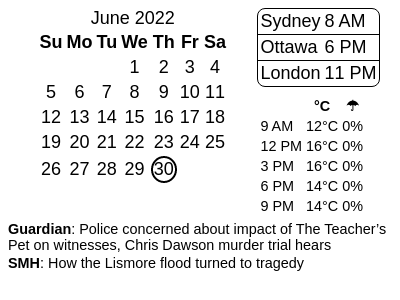 June 2022
Su Mo Tu We Th Fr Sa
1 2 3 4
5 6 7 8 9 10 11
12 13 14 15 16 17 18
19 20 21 22 23 24 25
26 27 28 29 30
Sydney 8 AM
Ottawa 6 PM
London 11 PM
°C ☂
9 AM 12°C 0%
12 PM 16°C 0%
3 PM 16°C 0%
6 PM 14°C 0%
9 PM 14°C 0%
Guardian: Police concerned about impact of The Teacher’s
Pet on witnesses, Chris Dawson murder trial hears
SMH: How the Lismore flood turned to tragedy